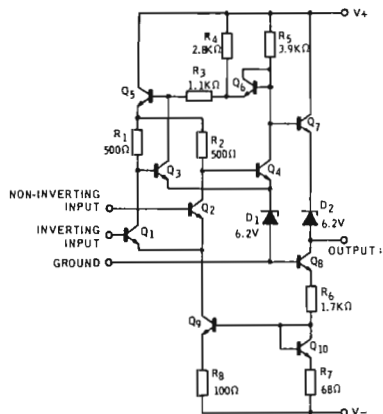 V+
R4
2.8KΩ
R5
3.9KΩ
R3
1.1KΩ
Q6
Q5
Q7
R1
500Ω
R2
500Ω
Q3
Q4
NON-INVERTING
INPUT
Q2
D1
6.2V
D2
6.2V
INVERTING
INPUT
Q1
OUTPUT:
GROUND
Q8
R6
1.7KΩ
Q9
Q10
R8
100Ω
R7
68Ω
V-